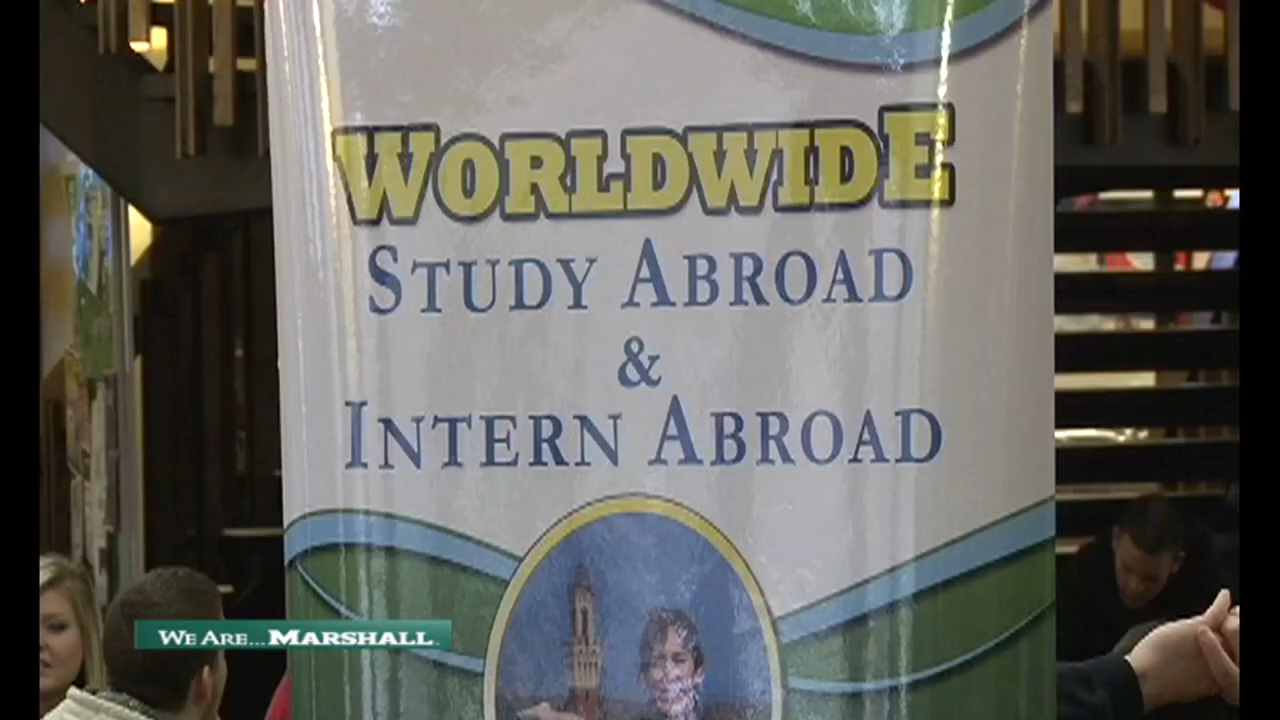 WORLDWIDE
STUDY ABROAD
&
INTERN ABROAD
WE ARE... MARSHALL